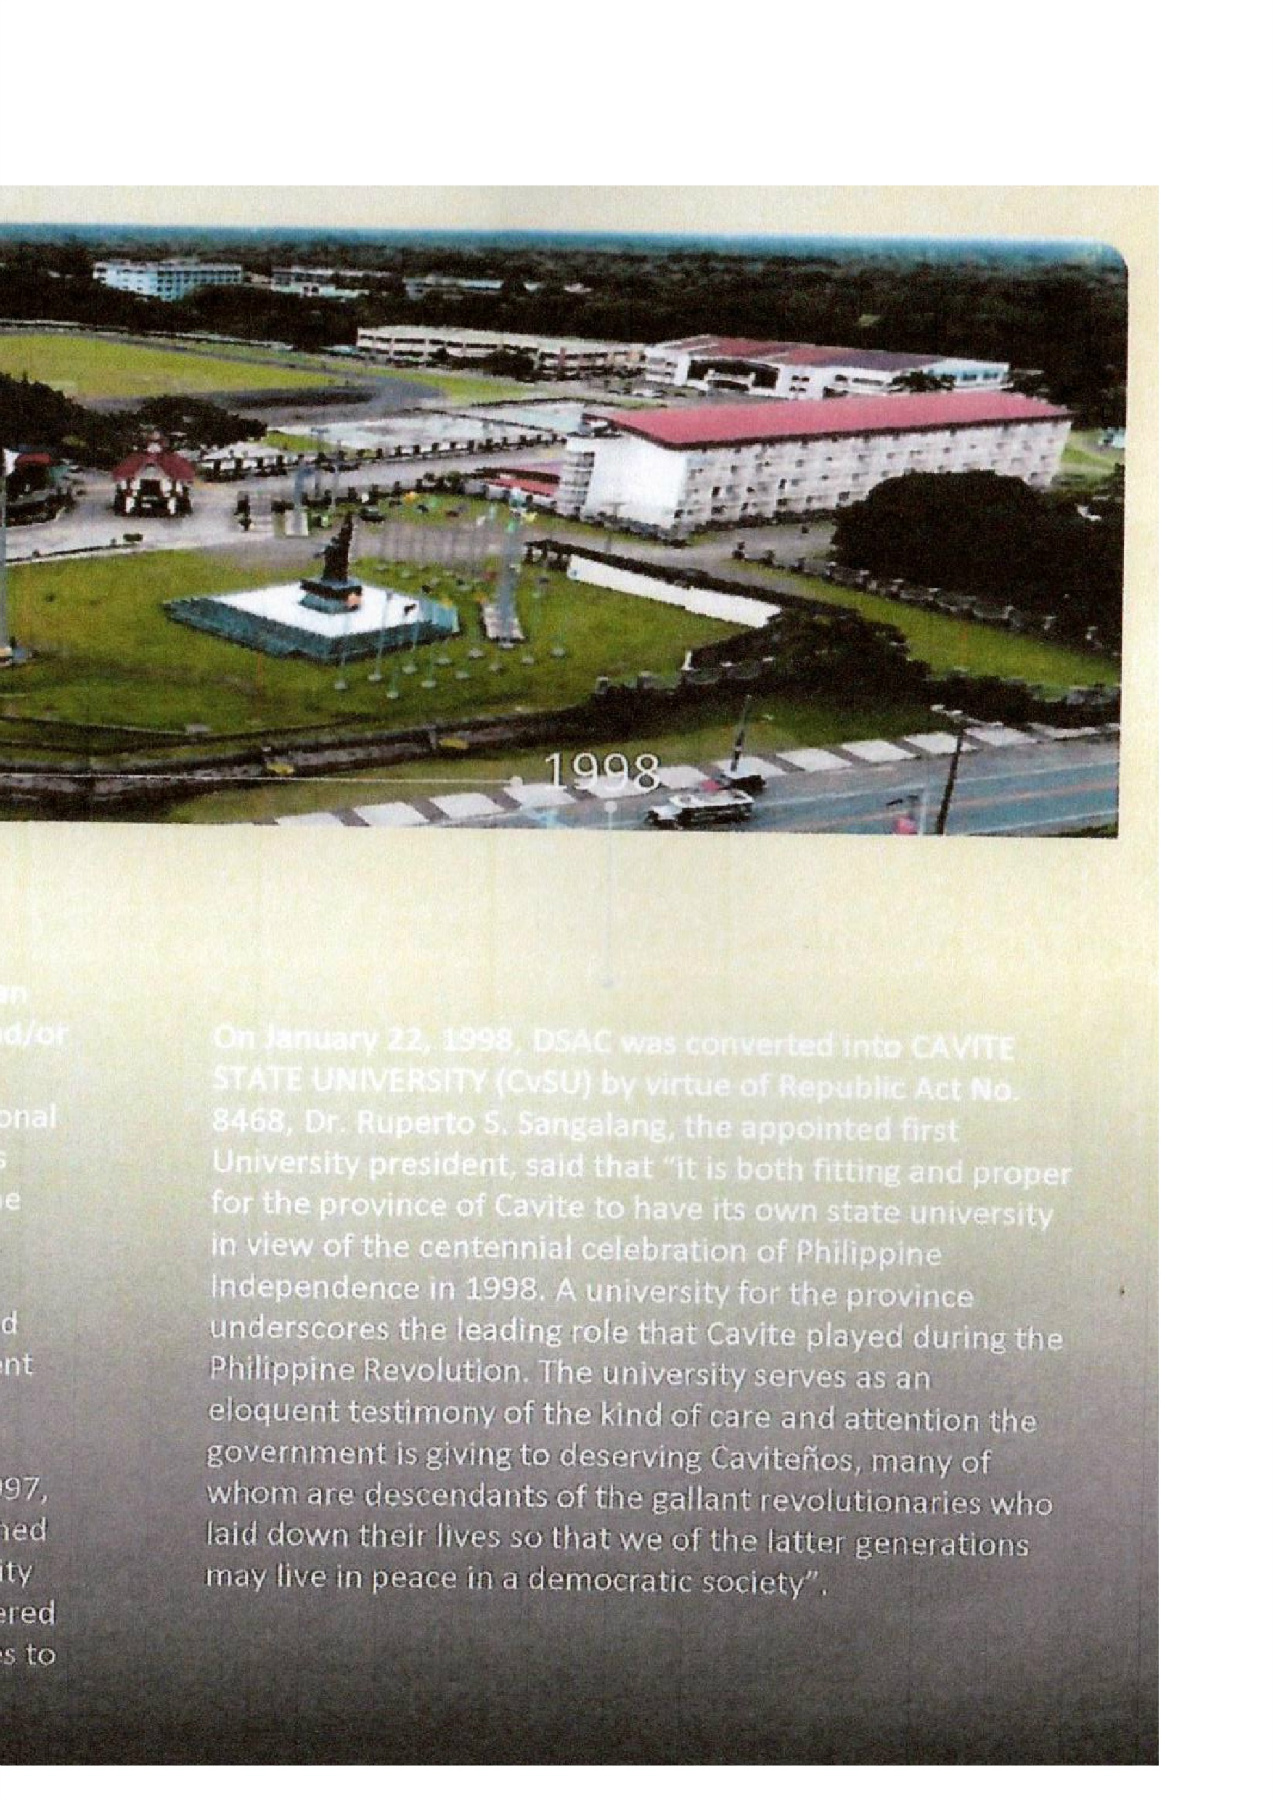 1998
an
nd/or
onal
s
ne
d
ent
997,
ned
ity
ered
es to
On January 22, 1998, DSAC was converted into CAVITE
STATE UNIVERSITY (CvSU) by virtue of Republic Act No.
8468, Dr. Ruperto S. Sangalang, the appointed first
University president, said that “it is both fitting and proper
for the province of Cavite to have its own state university
in view of the centennial celebration of Philippine
Independence in 1998. A university for the province
underscores the leading role that Cavite played during the
Philippine Revolution. The university serves as an
eloquent testimony of the kind of care and attention the
government is giving to deserving Caviteños, many of
whom are descendants of the gallant revolutionaries who
laid down their lives so that we of the latter generations
may live in peace in a democratic society”.